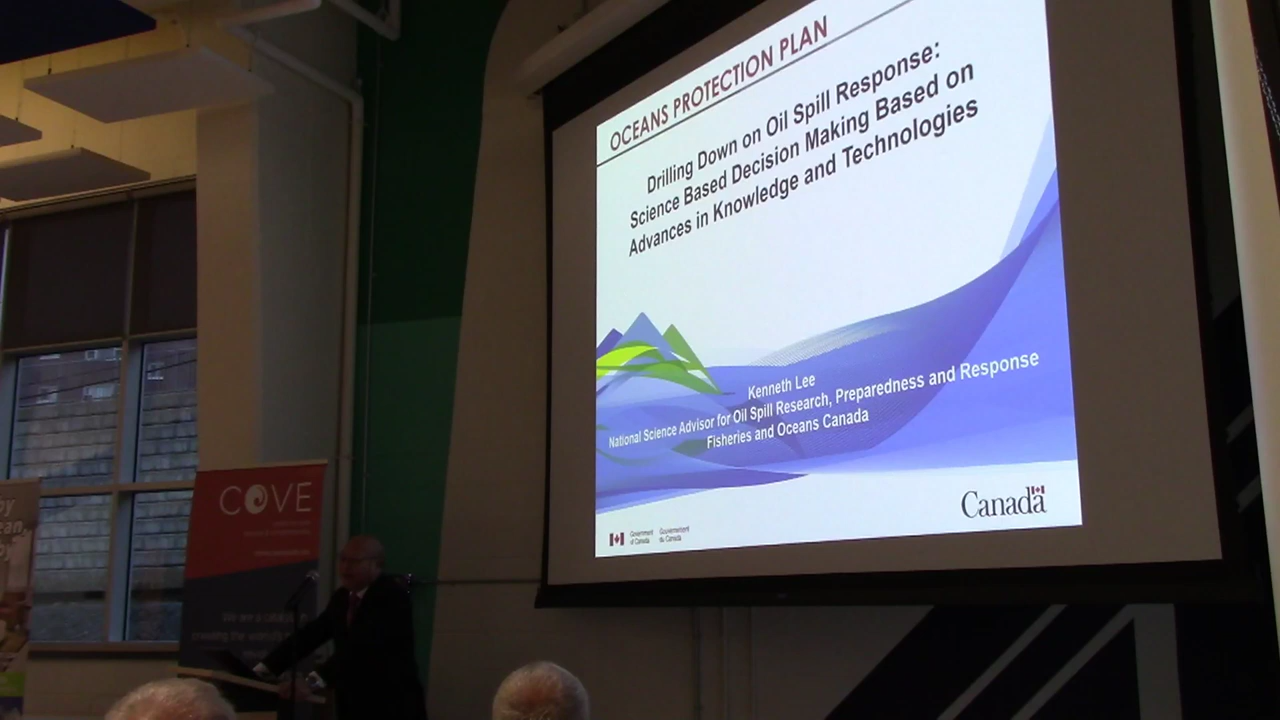 OCEANS PROTECTION PLAN
Drilling Down on Oil Spill Response:
Science Based Decision Making Based on
Advances in Knowledge and Technologies
Kenneth Lee
National Science Advisor for Oil Spill Research, Preparedness and Response
Fisheries and Oceans Canada
Canada
Government
of Canada
Gouvernement
du Canada
COVE
We are a